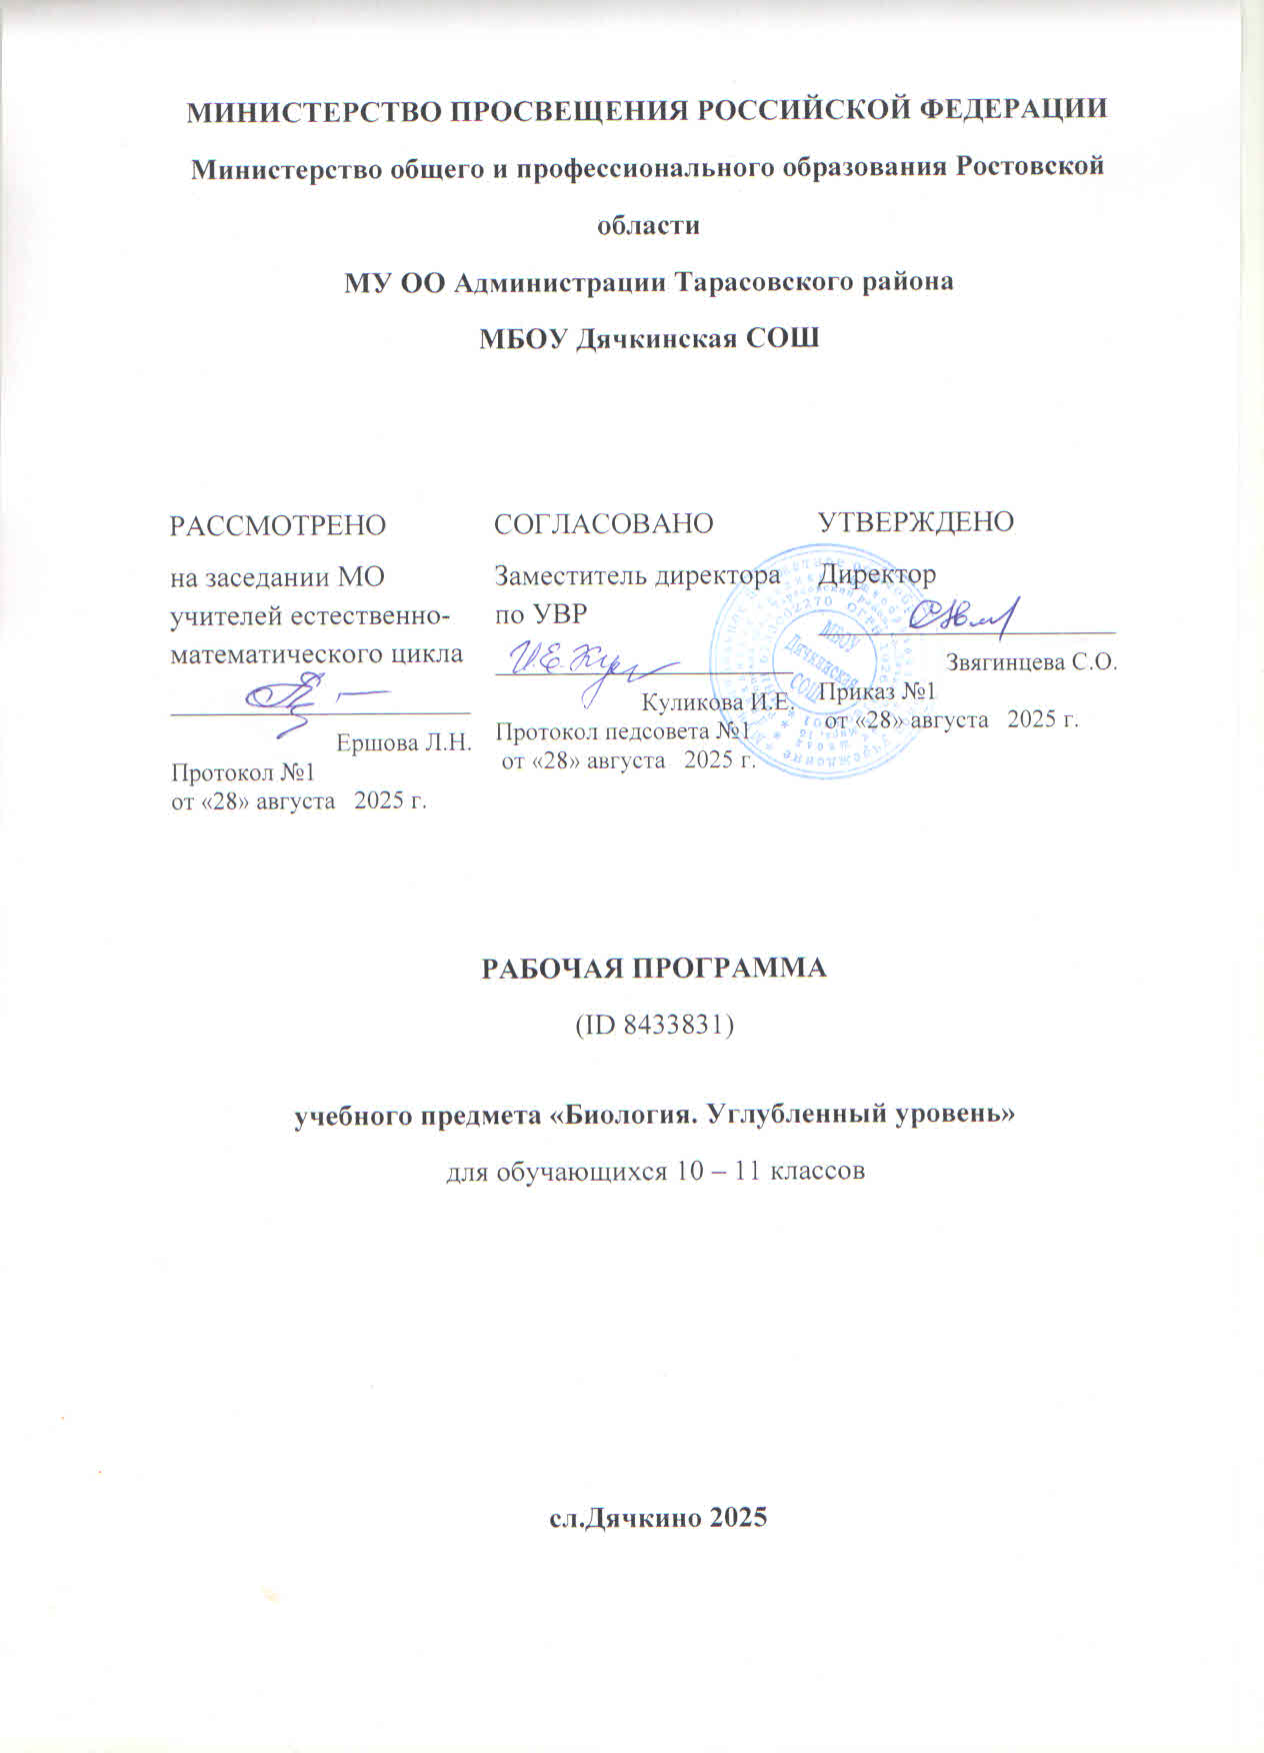 МИНИСТЕРСТВО ПРОСВЕЩЕНИЯ РОССИЙСКОЙ ФЕДЕРАЦИИ
Министерство общего и профессионального образования Ростовской
области
МУ ОО Администрации Тарасовского района
МБОУ Дячкинская СОШ
РАССМОТРЕНО
на заседании МО
учителей естественно-
математического цикла
Ершова Л.Н.
Протокол №1
от «28» августа 2025 г.
СОГЛАСОВАНО
Заместитель директора
по УВР
Куликова И.Е.
Протокол педсовета №1
от «28» августа 2025 г.
УТВЕРЖДЕНО
Директор
Звягинцева С.О.
Приказ №1
от «28» августа 2025 г.
МБОУ
Дячкинская
СОШ
РАБОЧАЯ ПРОГРАММА
(ID 8433831)
учебного предмета «Биология. Углубленный уровень»
для обучающихся 10 – 11 классов
сл.Дячкино 2025